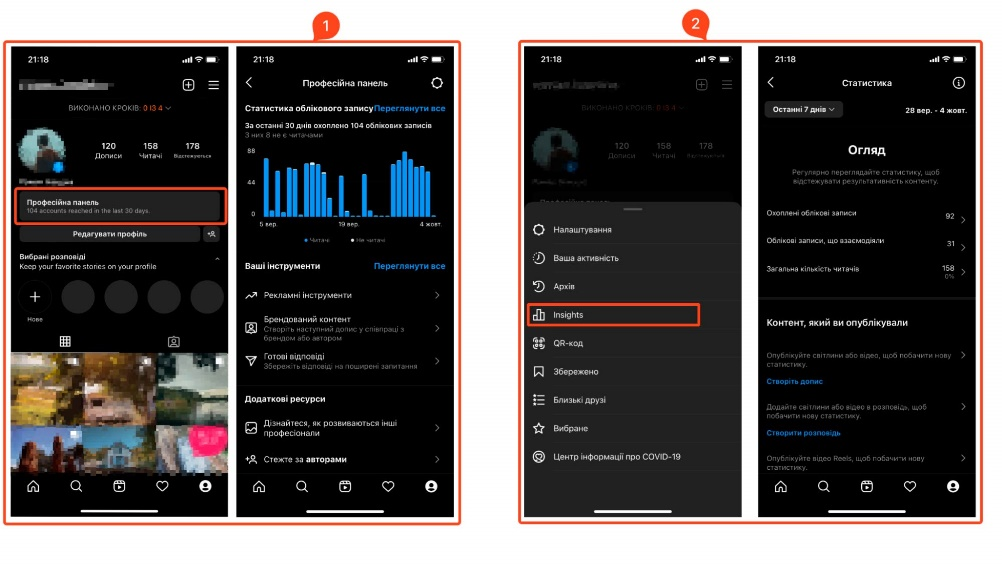 1
21:18
ВИКОНАНО КРОКІВ: 0 ІЗ 4
120
Дописи
158
Читачі
178
Відстежуються
Професійна панель
104 accounts reached in the last 30 days.
Редагувати профіль
Вибрані розповіді
Keep your favorite stories on your profile
Нове
21:18
Професійна панель
Статистика облікового запису Переглянути все
За останні 30 днів охоплено 104 облікових записів
З них 8 не є читачами
88
44
0
5 вер. 19 вер. 4 жовт.
Читачі Не читачі
Ваші інструменти Переглянути все
Рекламні інструменти
Брендований контент
Створіть наступний допис у співпраці з
брендом або автором
Готові відповіді
Збережіть відповіді на поширені запитання
Додаткові ресурси
Дізнайтеся, як розвиваються інші
професіонали
Стежте за авторами
2
21:18
ВИКОНАНО КРОКІВ: 0 ІЗ 4
120
Дописи
158
Читачі
178
Налаштування
Ваша активність
Архів
Insights
QR-код
Збережено
Близькі друзі
Вибране
Центр інформації про COVID-19
21:18
Статистика
Останні 7 днів
28 вер. - 4 жовт.
Огляд
Регулярно переглядайте статистику, щоб
відстежувати результативність контенту.
Охоплені облікові записи 92
Облікові записи, що взаємодіяли 31
Загальна кількість читачів 158
0%
Контент, який ви опублікували
Опублікуйте світлини або відео, щоб побачити нову
статистику.
Створіть допис
Додайте світлини або відео в розповідь, щоб
побачити нову статистику.
Створити розповідь
Опублікуйте відео Reels, щоб побачити нову
статистику.